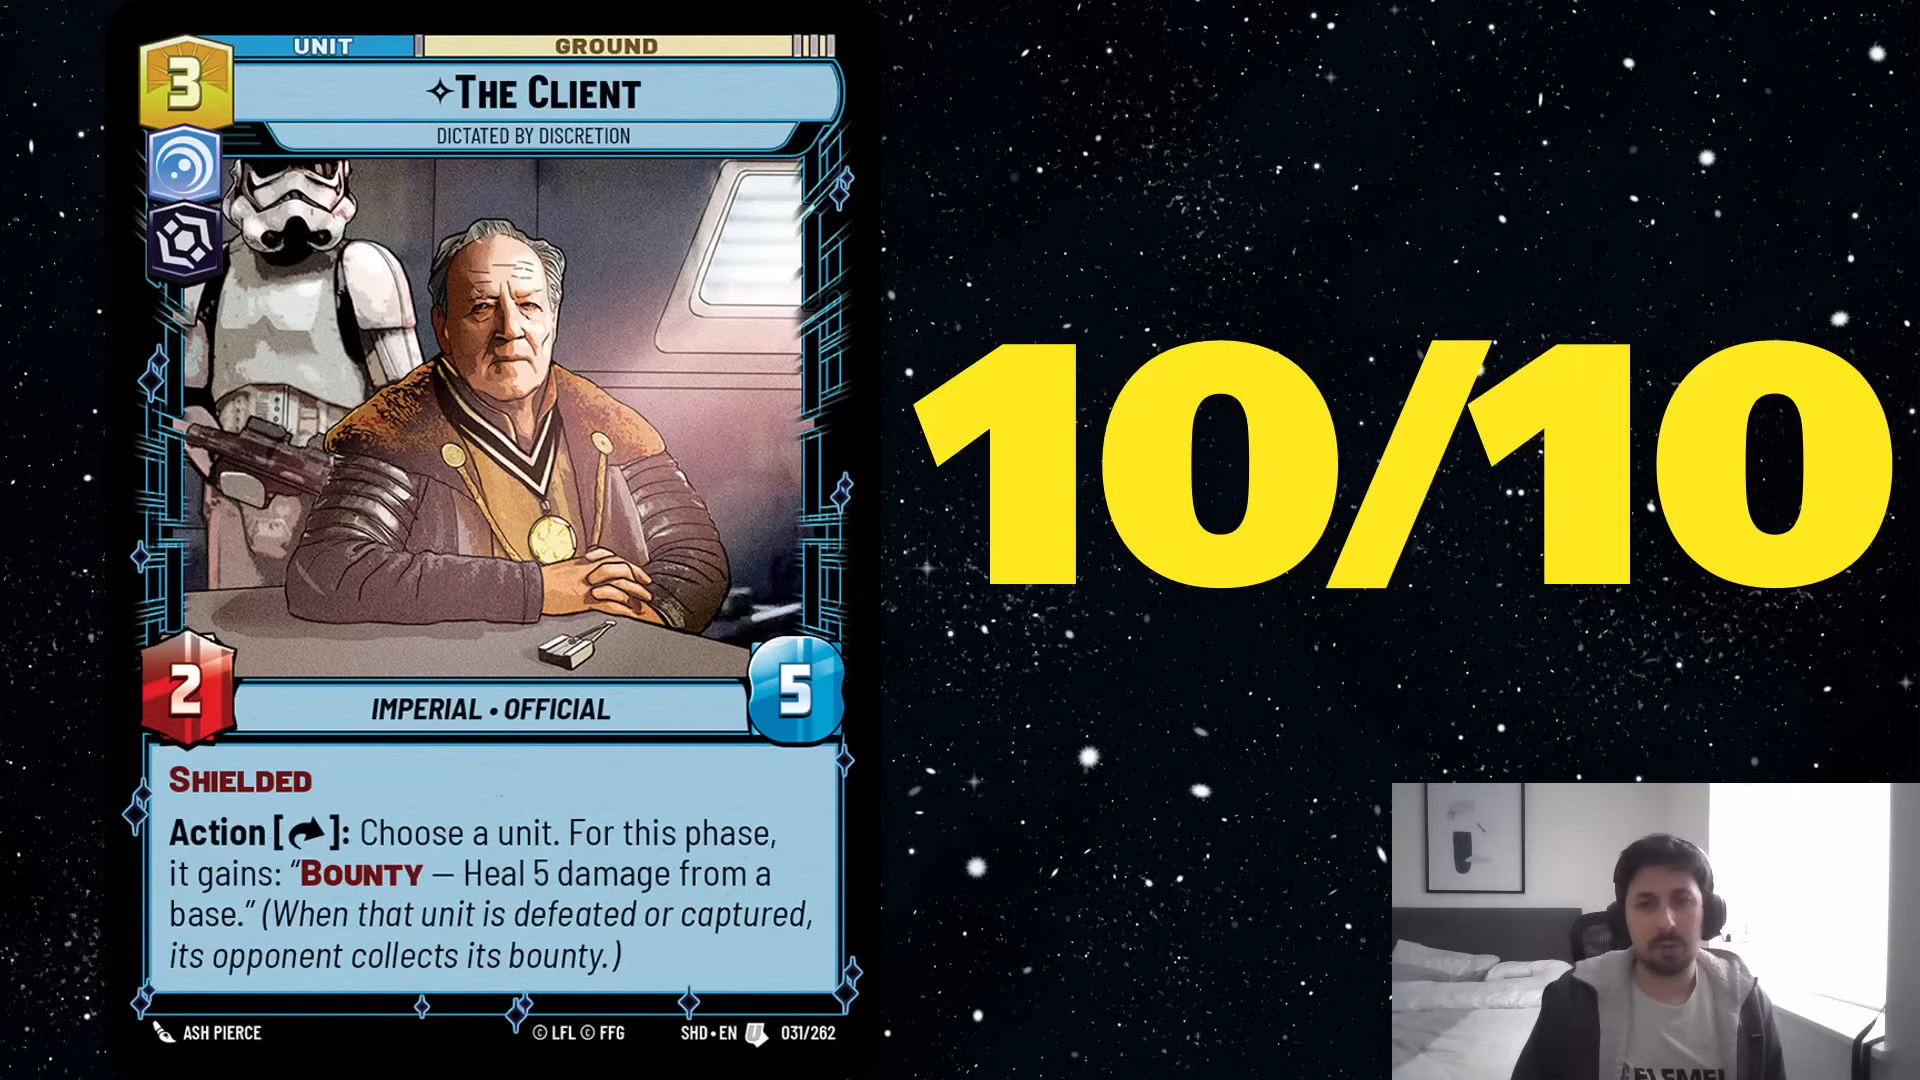 UNIT
GROUND
3
THE CLIENT
DICTATED BY DISCRETION
10/10
2
IMPERIAL • OFFICIAL
5
SHIELDED
Action [ ]: Choose a unit. For this phase,
it gains: “BOUNTY – Heal 5 damage from a
base.” (When that unit is defeated or captured,
its opponent collects its bounty.)
ASH PIERCE
© LFL © FFG
SHD • EN
U
031/262